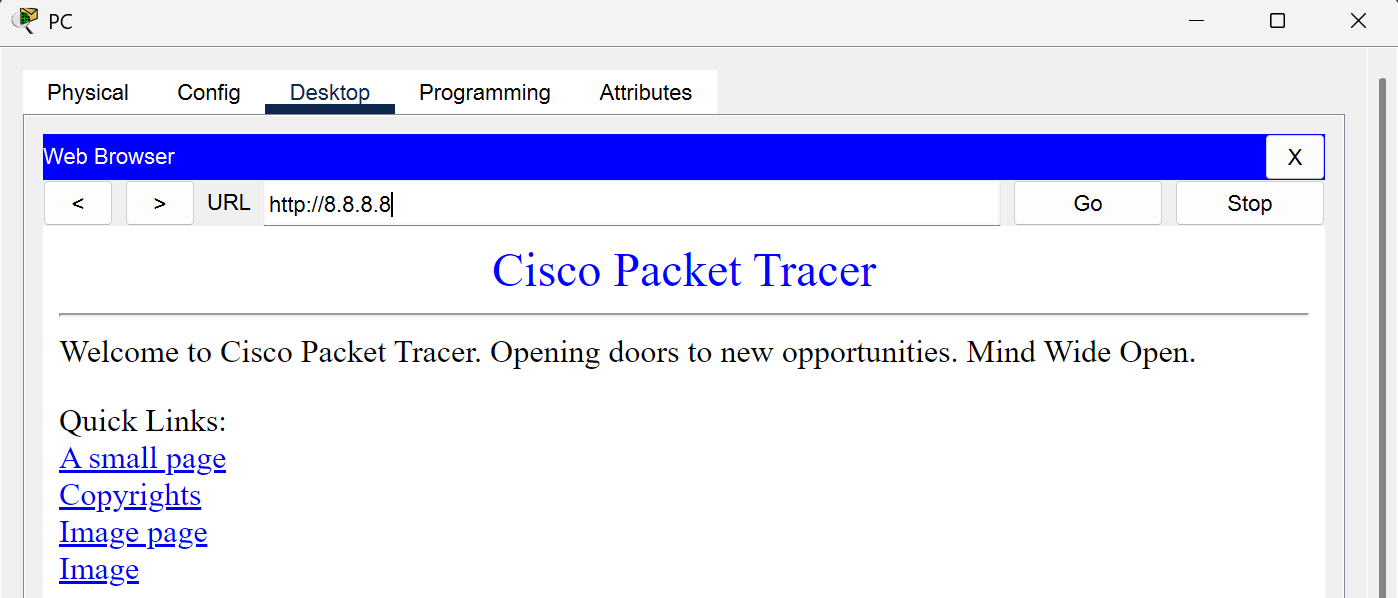 PC
Physical Config Desktop Programming Attributes
Web Browser X
< > URL http://8.8.8.8 Go Stop
Cisco Packet Tracer
Welcome to Cisco Packet Tracer. Opening doors to new opportunities. Mind Wide Open.
Quick Links:
A small page
Copyrights
Image page
Image